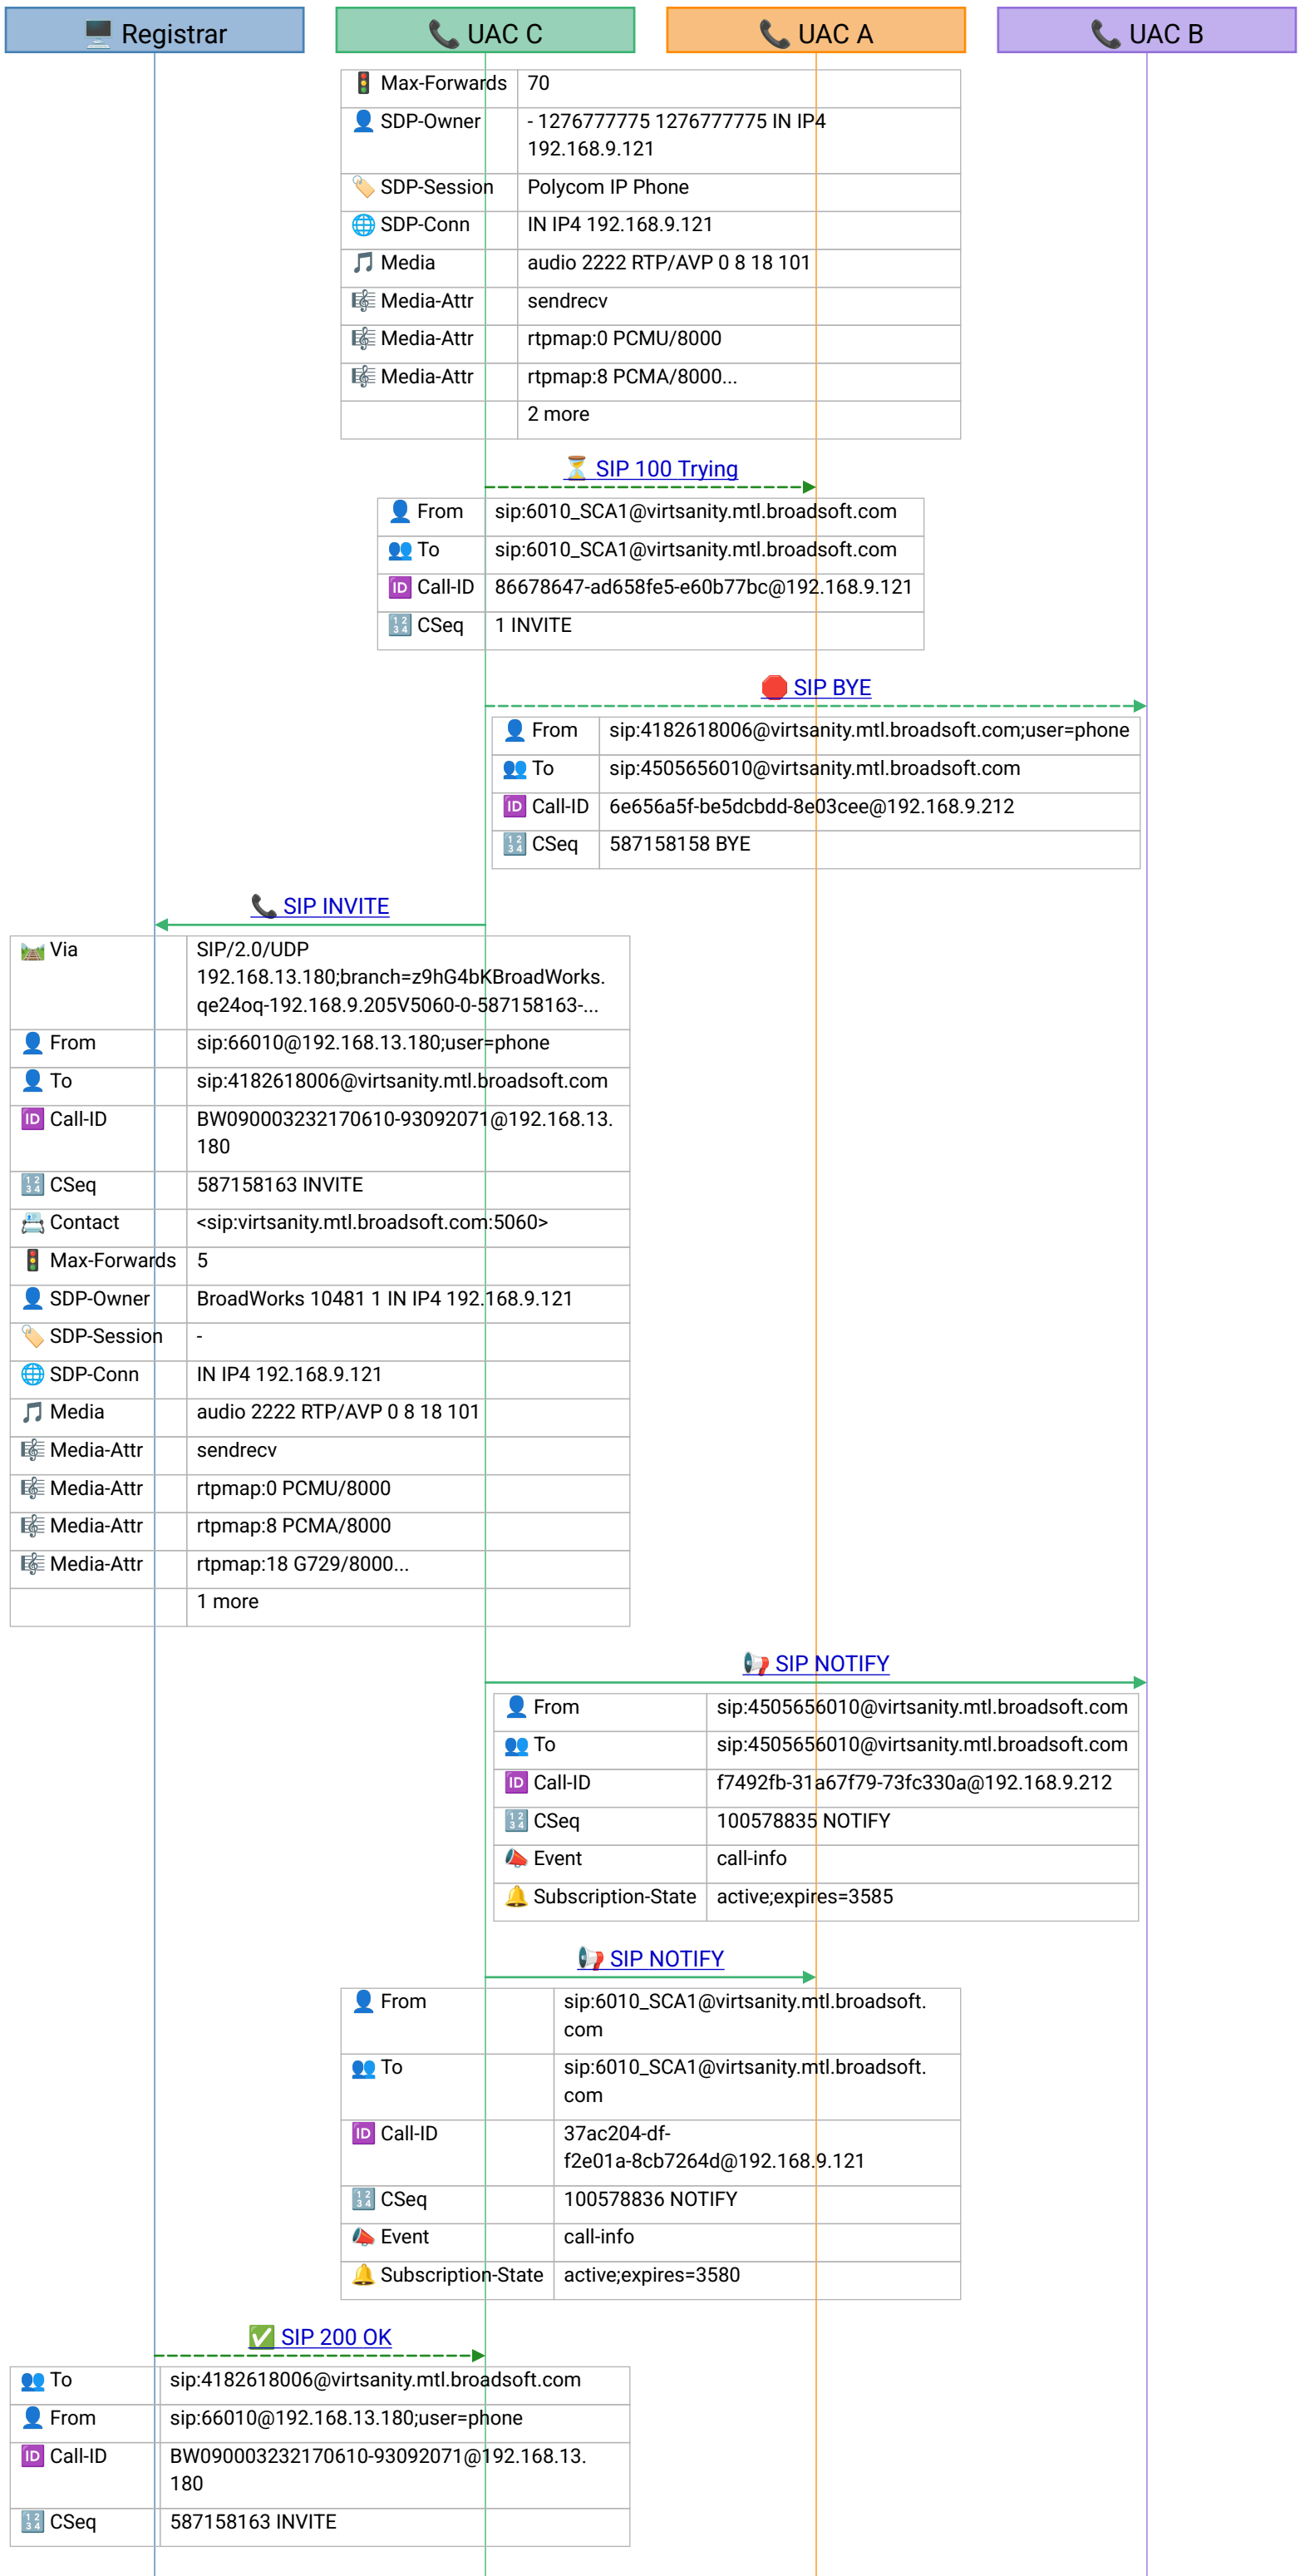 Registrar
UAC C
UAC A
UAC B
Max-Forwards 70
SDP-Owner - 1276777775 1276777775 IN IP4
192.168.9.121
SDP-Session Polycom IP Phone
SDP-Conn IN IP4 192.168.9.121
Media audio 2222 RTP/AVP 0 8 18 101
Media-Attr sendrecv
Media-Attr rtpmap:0 PCMU/8000
Media-Attr rtpmap:8 PCMA/8000...
2 more
SIP 100 Trying
From sip:6010_SCA1@virtsanity.mtl.broadsoft.com
To sip:6010_SCA1@virtsanity.mtl.broadsoft.com
Call-ID 86678647-ad658fe5-e60b77bc@192.168.9.121
CSeq 1 INVITE
SIP BYE
From sip:4182618006@virtsanity.mtl.broadsoft.com;user=phone
To sip:4505656010@virtsanity.mtl.broadsoft.com
Call-ID 6e656a5f-be5dcbdd-8e03cee@192.168.9.212
CSeq 587158158 BYE
SIP INVITE
Via SIP/2.0/UDP
192.168.13.180;branch=z9hG4bKBroadWorks.
qe24oq-192.168.9.205V5060-0-587158163-...
From sip:66010@192.168.13.180;user=phone
To sip:4182618006@virtsanity.mtl.broadsoft.com
Call-ID BW090003232170610-93092071@192.168.13.
180
CSeq 587158163 INVITE
Contact <sip:virtsanity.mtl.broadsoft.com:5060>
Max-Forwards 5
SDP-Owner BroadWorks 10481 1 IN IP4 192.168.9.121
SDP-Session -
SDP-Conn IN IP4 192.168.9.121
Media audio 2222 RTP/AVP 0 8 18 101
Media-Attr sendrecv
Media-Attr rtpmap:0 PCMU/8000
Media-Attr rtpmap:8 PCMA/8000
Media-Attr rtpmap:18 G729/8000...
1 more
SIP NOTIFY
From sip:4505656010@virtsanity.mtl.broadsoft.com
To sip:4505656010@virtsanity.mtl.broadsoft.com
Call-ID f7492fb-31a67f79-73fc330a@192.168.9.212
CSeq 100578835 NOTIFY
Event call-info
Subscription-State active;expires=3585
SIP NOTIFY
From sip:6010_SCA1@virtsanity.mtl.broadsoft.
com
To sip:6010_SCA1@virtsanity.mtl.broadsoft.
com
Call-ID 37ac204-df-
f2e01a-8cb7264d@192.168.9.121
CSeq 100578836 NOTIFY
Event call-info
Subscription-State active;expires=3580
SIP 200 OK
To sip:4182618006@virtsanity.mtl.broadsoft.com
From sip:66010@192.168.13.180;user=phone
Call-ID BW090003232170610-93092071@192.168.13.
180
CSeq 587158163 INVITE